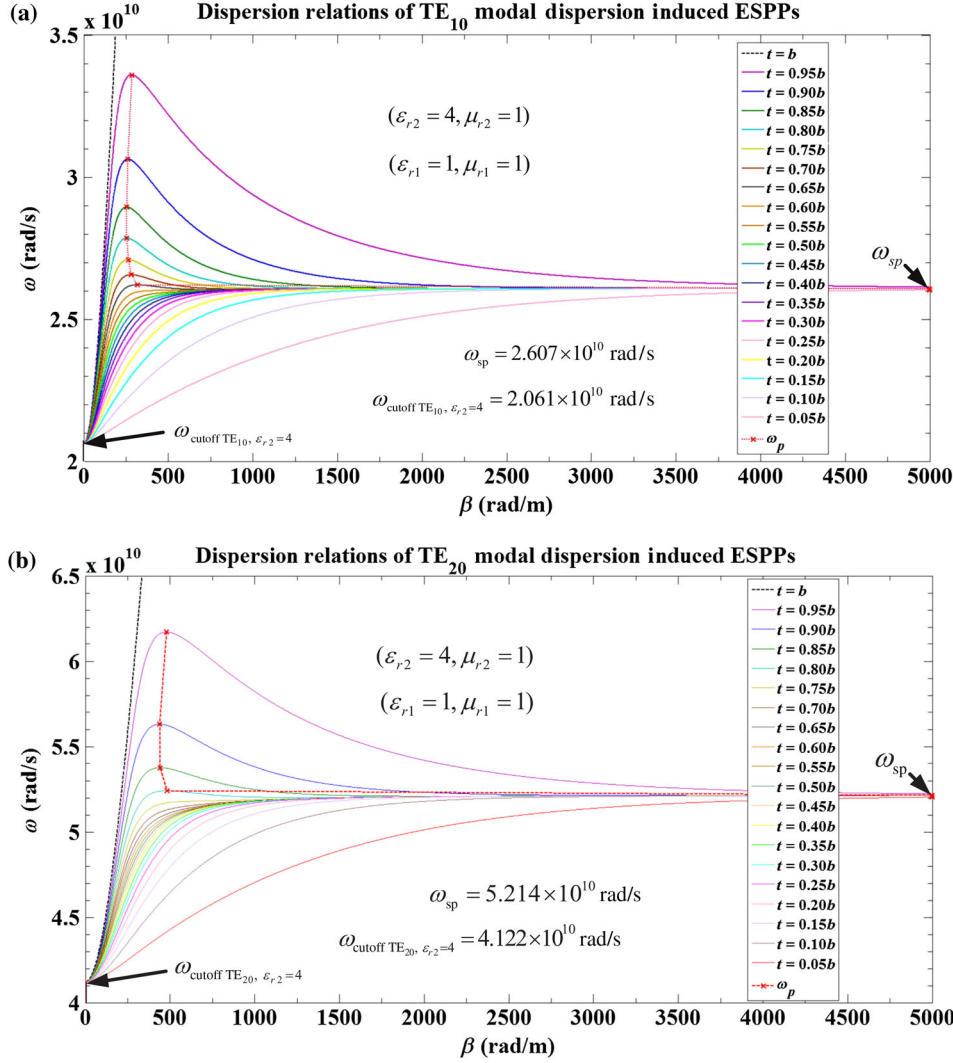 (a)
Dispersion relations of TE10 modal dispersion induced ESPPs
x 10^10
3.5
3
2.5
2
ω (rad/s)
(εr2 = 4, μr2 = 1)
(εr1 = 1, μr1 = 1)
t = b
t = 0.95b
t = 0.90b
t = 0.85b
t = 0.80b
t = 0.75b
t = 0.70b
t = 0.65b
t = 0.60b
t = 0.55b
t = 0.50b
t = 0.45b
t = 0.40b
t = 0.35b
t = 0.30b
t = 0.25b
t = 0.20b
t = 0.15b
t = 0.10b
t = 0.05b
ωp
ωsp
ωsp = 2.607×10^10 rad/s
ωcutoff TE10, εr2=4 = 2.061×10^10 rad/s
ωcutoff TE10, εr2=4
0 500 1000 1500 2000 2500 3000 3500 4000 4500 5000
β (rad/m)
(b)
Dispersion relations of TE20 modal dispersion induced ESPPs
x 10^10
6.5
6
5.5
5
4.5
4
ω (rad/s)
(εr2 = 4, μr2 = 1)
(εr1 = 1, μr1 = 1)
t = b
t = 0.95b
t = 0.90b
t = 0.85b
t = 0.80b
t = 0.75b
t = 0.70b
t = 0.65b
t = 0.60b
t = 0.55b
t = 0.50b
t = 0.45b
t = 0.40b
t = 0.35b
t = 0.30b
t = 0.25b
t = 0.20b
t = 0.15b
t = 0.10b
t = 0.05b
ωp
ωsp
ωsp = 5.214×10^10 rad/s
ωcutoff TE20, εr2=4 = 4.122×10^10 rad/s
ωcutoff TE20, εr2=4
0 500 1000 1500 2000 2500 3000 3500 4000 4500 5000
β (rad/m)